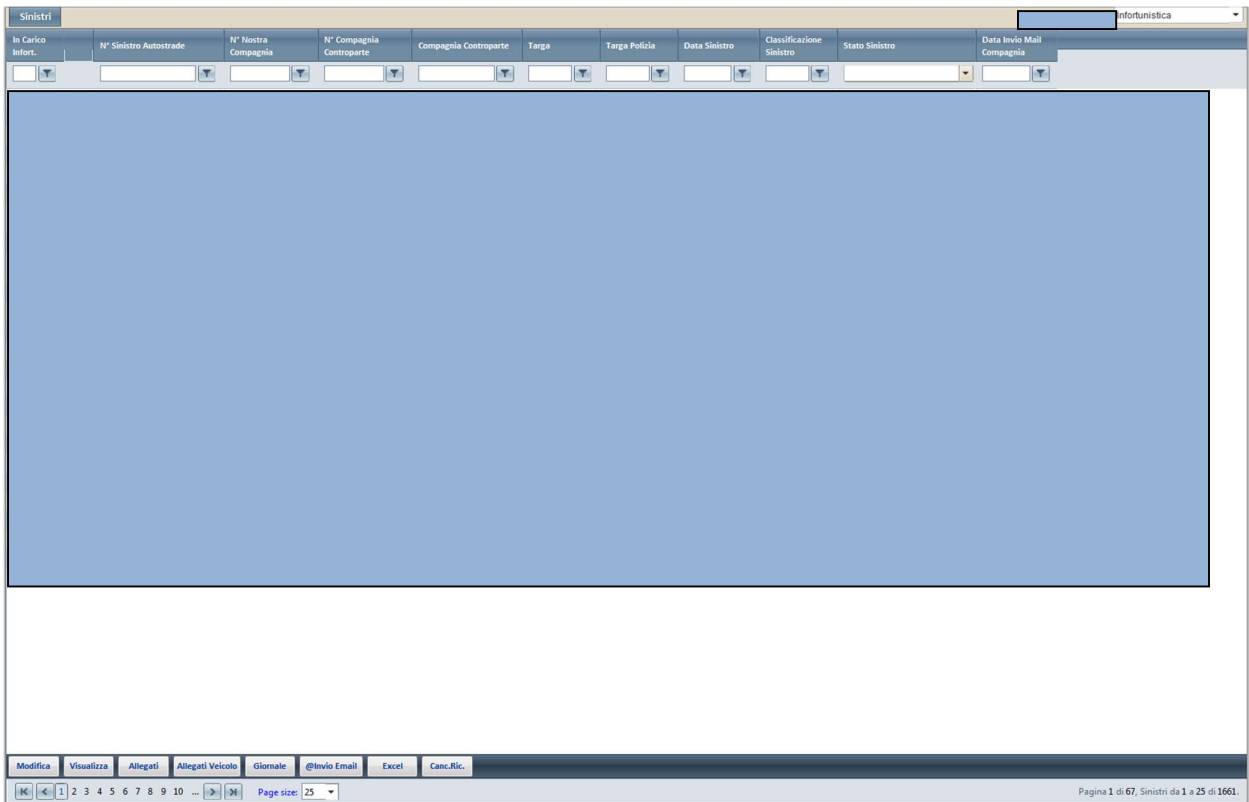 Sinistri
Infortunistica
In Carico Infort.
N° Sinistro Autostrade
N° Nostra Compagnia
N° Compagnia Controparte
Compagnia Controparte
Targa
Targa Polizia
Data Sinistro
Classificazione Sinistro
Stato Sinistro
Data Invio Mail Compagnia
Modifica Visualizza Allegati Allegati Veicolo Giornale @Invio Email Excel Canc.Ric.
1 2 3 4 5 6 7 8 9 10 ... Page size: 25 Pagina 1 di 67, Sinistri da 1 a 25 di 1661.